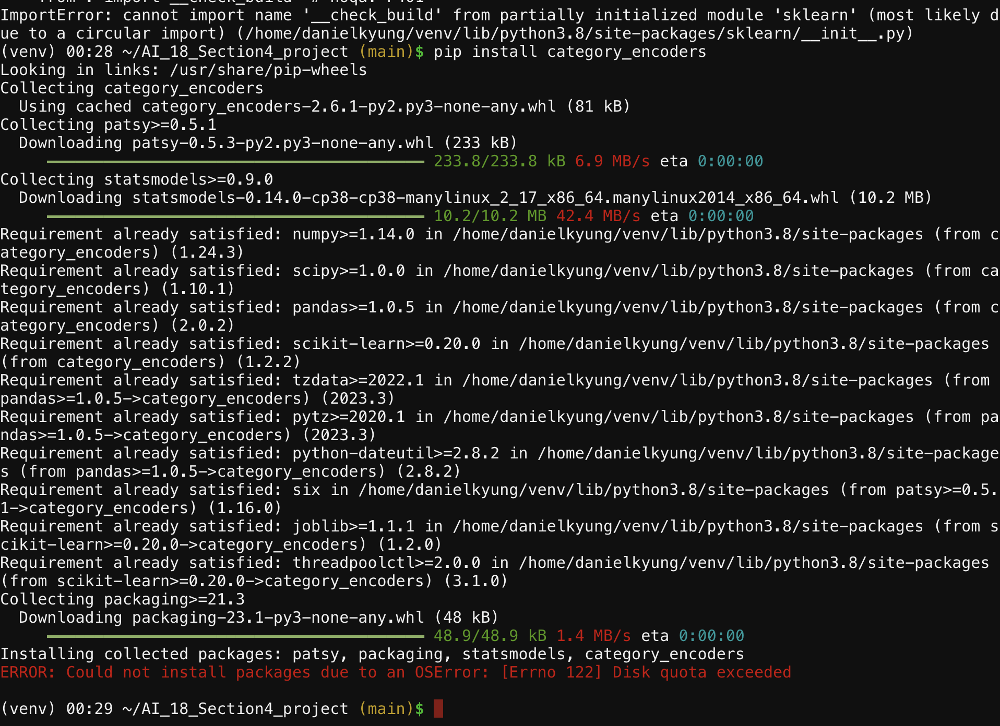 ImportError: cannot import name '__check_build' from partially initialized module 'sklearn' (most likely d
ue to a circular import) (/home/danielkyung/venv/lib/python3.8/site-packages/sklearn/__init__.py)
(venv) 00:28 ~/AI_18_Section4_project (main)$ pip install category_encoders
Looking in links: /usr/share/pip-wheels
Collecting category_encoders
  Using cached category_encoders-2.6.1-py2.py3-none-any.whl (81 kB)
Collecting patsy>=0.5.1
  Downloading patsy-0.5.3-py2.py3-none-any.whl (233 kB)
233.8/233.8 kB 6.9 MB/s eta 0:00:00
Collecting statsmodels>=0.9.0
  Downloading statsmodels-0.14.0-cp38-cp38-manylinux_2_17_x86_64.manylinux2014_x86_64.whl (10.2 MB)
10.2/10.2 MB 42.4 MB/s eta 0:00:00
Requirement already satisfied: numpy>=1.14.0 in /home/danielkyung/venv/lib/python3.8/site-packages (from c
ategory_encoders) (1.24.3)
Requirement already satisfied: scipy>=1.0.0 in /home/danielkyung/venv/lib/python3.8/site-packages (from ca
tegory_encoders) (1.10.1)
Requirement already satisfied: pandas>=1.0.5 in /home/danielkyung/venv/lib/python3.8/site-packages (from c
ategory_encoders) (2.0.2)
Requirement already satisfied: scikit-learn>=0.20.0 in /home/danielkyung/venv/lib/python3.8/site-packages
(from category_encoders) (1.2.2)
Requirement already satisfied: tzdata>=2022.1 in /home/danielkyung/venv/lib/python3.8/site-packages (from
pandas>=1.0.5->category_encoders) (2023.3)
Requirement already satisfied: pytz>=2020.1 in /home/danielkyung/venv/lib/python3.8/site-packages (from pa
ndas>=1.0.5->category_encoders) (2023.3)
Requirement already satisfied: python-dateutil>=2.8.2 in /home/danielkyung/venv/lib/python3.8/site-package
s (from pandas>=1.0.5->category_encoders) (2.8.2)
Requirement already satisfied: six in /home/danielkyung/venv/lib/python3.8/site-packages (from patsy>=0.5.
1->category_encoders) (1.16.0)
Requirement already satisfied: joblib>=1.1.1 in /home/danielkyung/venv/lib/python3.8/site-packages (from s
cikit-learn>=0.20.0->category_encoders) (1.2.0)
Requirement already satisfied: threadpoolctl>=2.0.0 in /home/danielkyung/venv/lib/python3.8/site-packages
(from scikit-learn>=0.20.0->category_encoders) (3.1.0)
Collecting packaging>=21.3
  Downloading packaging-23.1-py3-none-any.whl (48 kB)
48.9/48.9 kB 1.4 MB/s eta 0:00:00
Installing collected packages: patsy, packaging, statsmodels, category_encoders
ERROR: Could not install packages due to an OSError: [Errno 122] Disk quota exceeded
(venv) 00:29 ~/AI_18_Section4_project (main)$